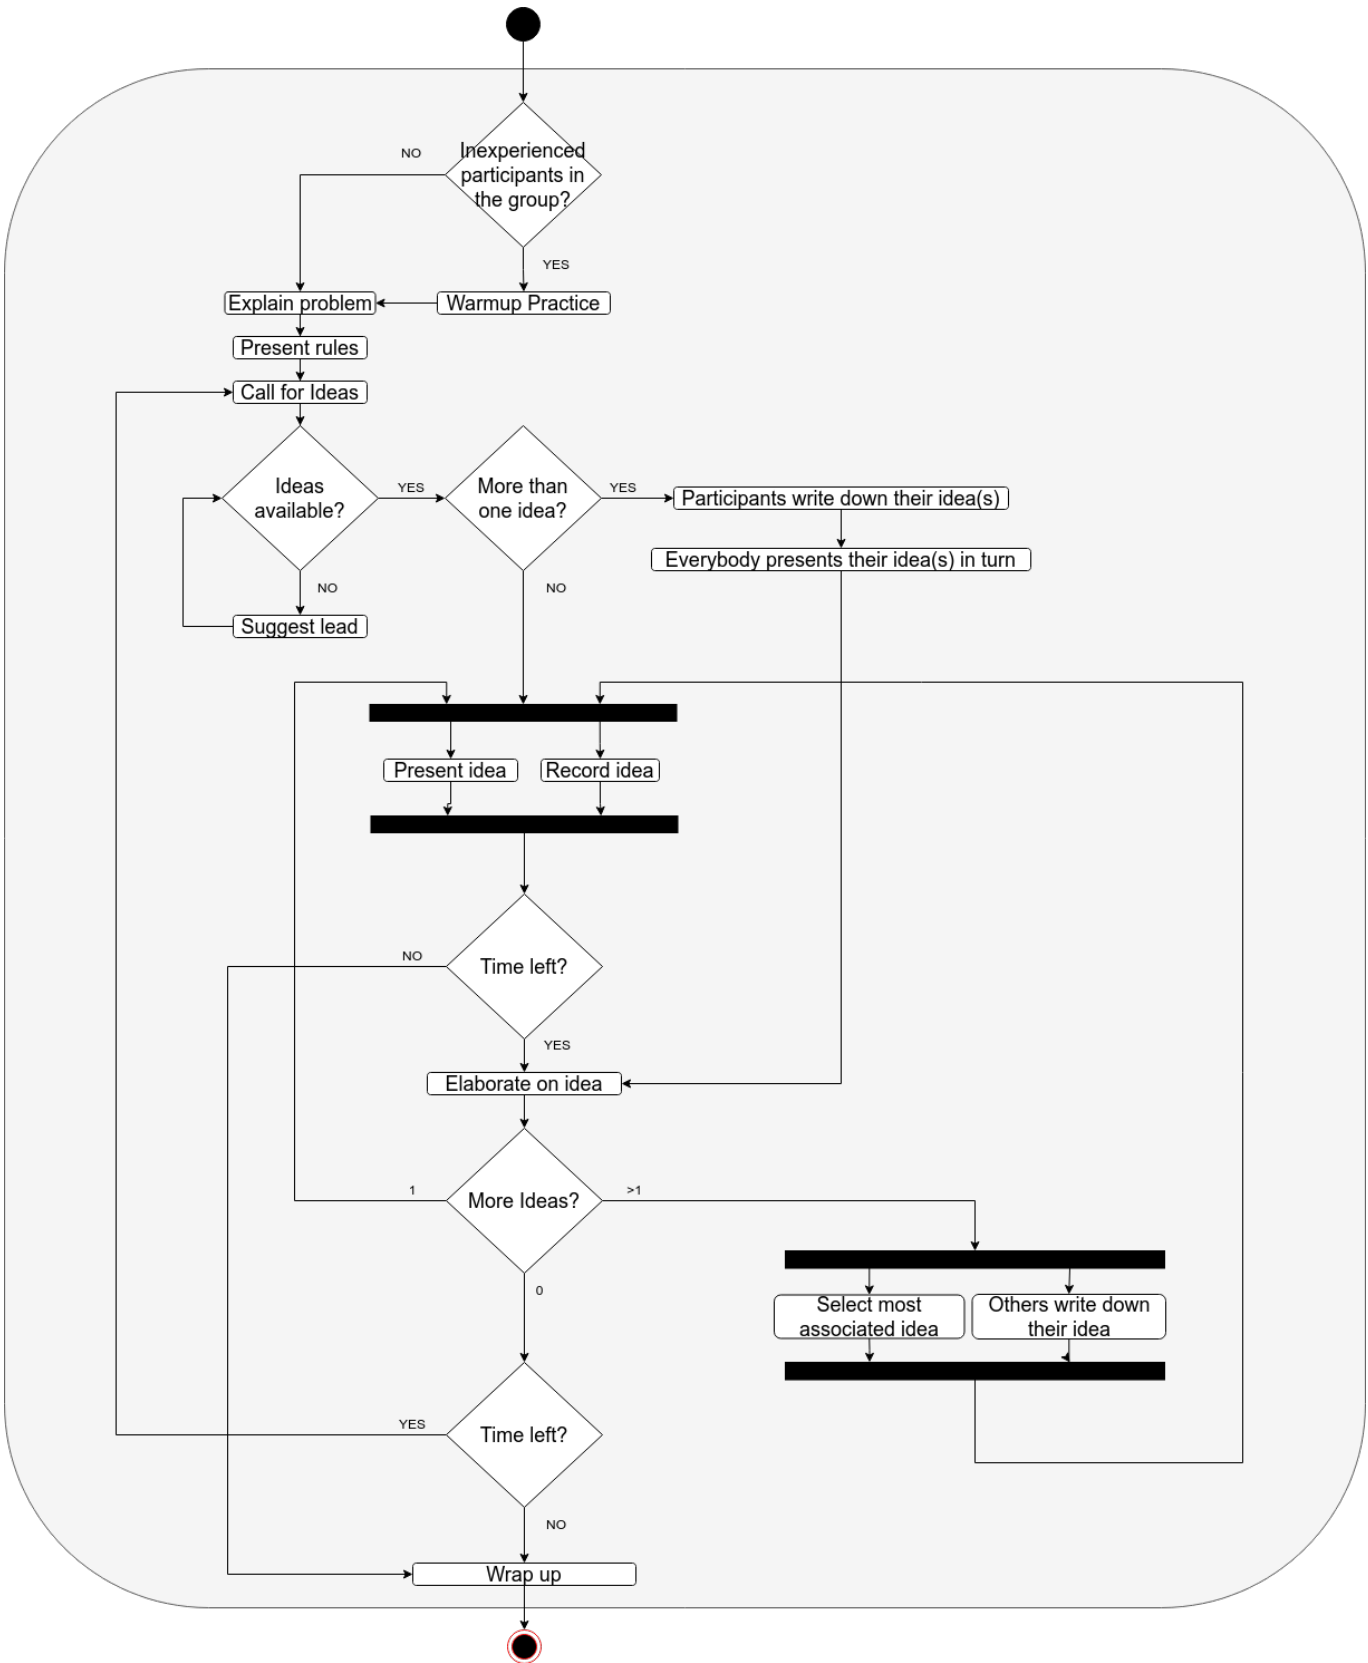 Inexperienced
participants in
the group?
NO
YES
Explain problem
Warmup Practice
Present rules
Call for Ideas
Ideas
available?
YES
More than
one idea?
YES
Participants write down their idea(s)
Everybody presents their idea(s) in turn
NO
NO
Suggest lead
Present idea
Record idea
NO
Time left?
YES
Elaborate on idea
1
More Ideas?
>1
0
Select most
associated idea
Others write down
their idea
YES
Time left?
NO
Wrap up